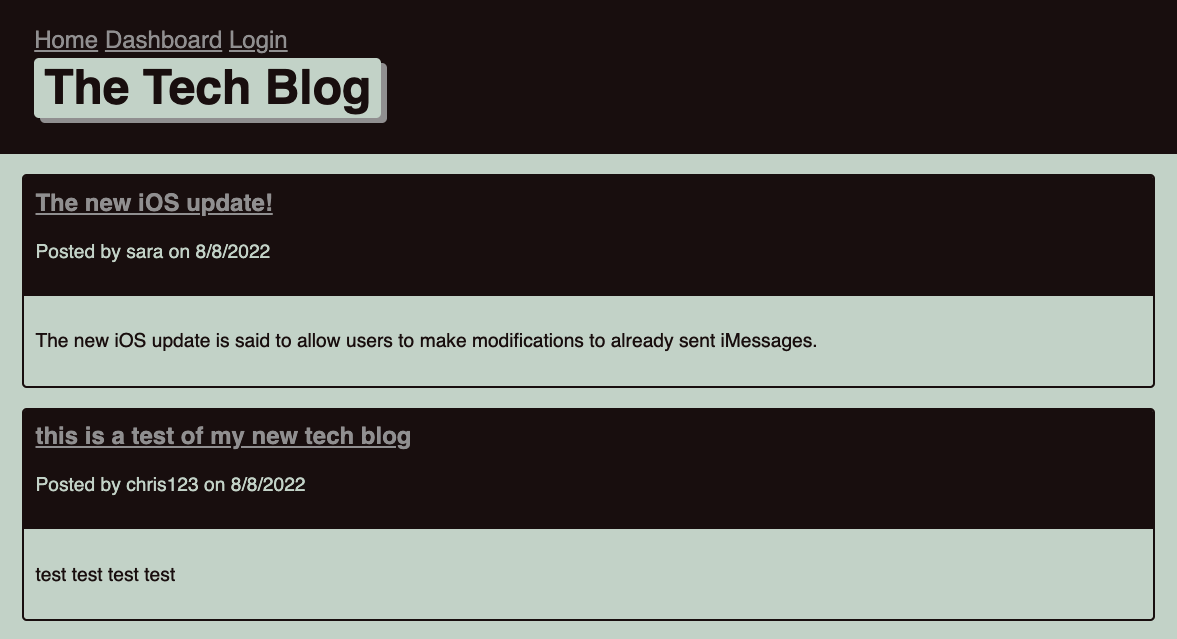 Home Dashboard Login
The Tech Blog
The new iOS update!
Posted by sara on 8/8/2022
The new iOS update is said to allow users to make modifications to already sent iMessages.
this is a test of my new tech blog
Posted by chris123 on 8/8/2022
test test test test